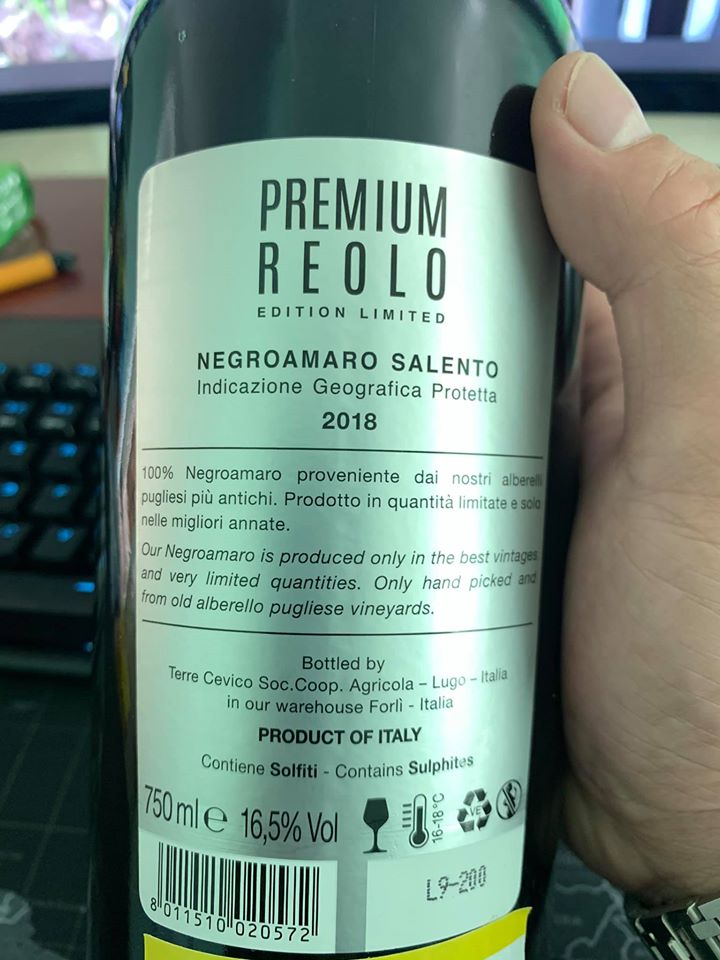 PREMIUM
REOLO
EDITION LIMITED
NEGROAMARO SALENTO
Indicazione Geografica Protetta
2018
100% Negroamaro proveniente dai nostri alberelli
pugliesi più antichi. Prodotto in quantità limitate e solo
nelle migliori annate.
Our Negroamaro is produced only in the best vintages
and very limited quantities. Only hand picked and
from old alberello pugliese vineyards.
Bottled by
Terre Cevico Soc.Coop. Agricola – Lugo – Italia
in our warehouse Forlì - Italia
PRODUCT OF ITALY
Contiene Solfiti - Contains Sulphites
750 ml e 16,5% Vol 16-18°C VE
L9-200
8 011510 020572